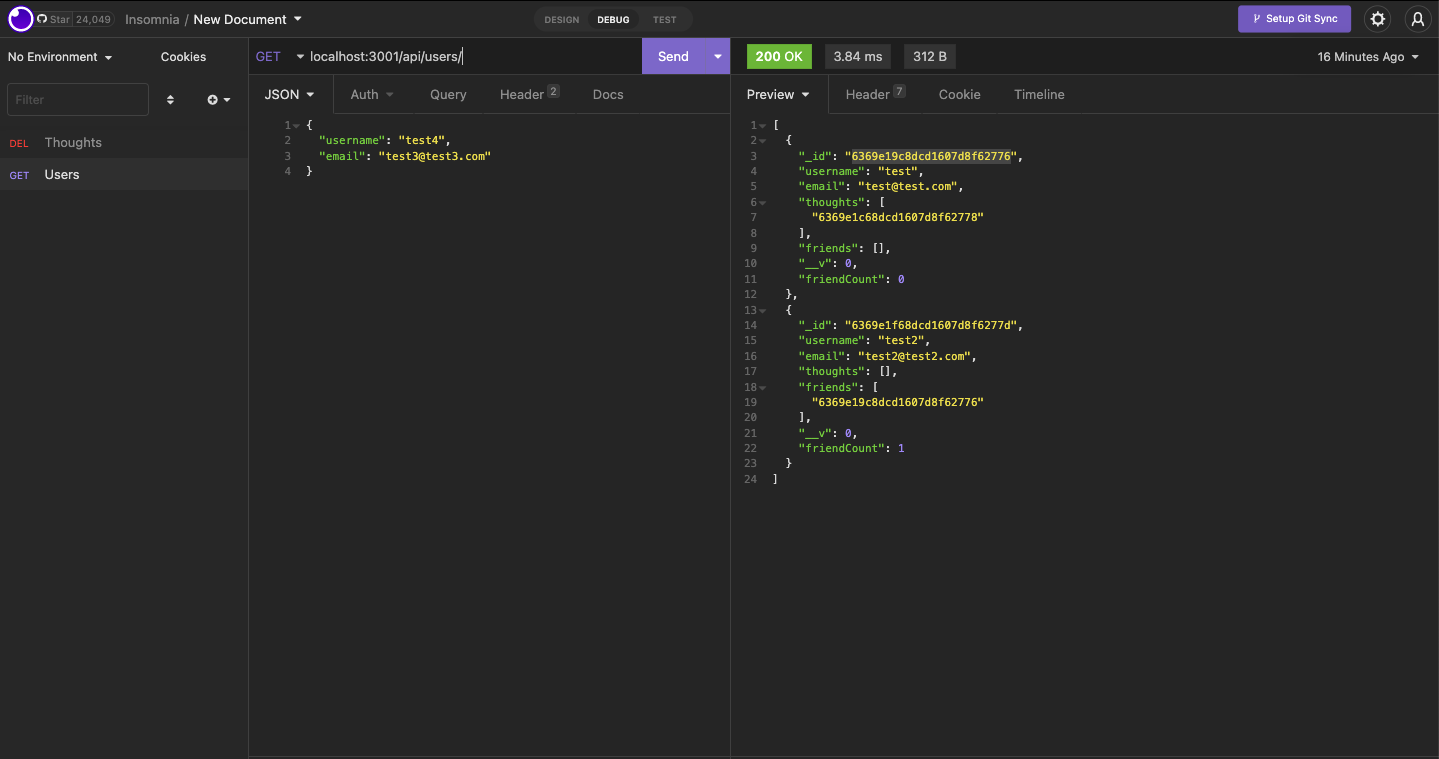 Star 24,049 Insomnia / New Document DESIGN DEBUG TEST Setup Git Sync
No Environment Cookies
Filter
DEL Thoughts
GET Users
GET localhost:3001/api/users/ Send
JSON Auth Query Header 2 Docs
1 {
2 "username": "test4",
3 "email": "test3@test3.com"
4 }
200 OK 3.84 ms 312 B 16 Minutes Ago
Preview Header 7 Cookie Timeline
1 [
2 {
3 "_id": "6369e19c8dcd1607d8f62776",
4 "username": "test",
5 "email": "test@test.com",
6 "thoughts": [
7 "6369e1c68dcd1607d8f62778"
8 ],
9 "friends": [],
10 "__v": 0,
11 "friendCount": 0
12 },
13 {
14 "_id": "6369e1f68dcd1607d8f6277d",
15 "username": "test2",
16 "email": "test2@test2.com",
17 "thoughts": [],
18 "friends": [
19 "6369e19c8dcd1607d8f62776"
20 ],
21 "__v": 0,
22 "friendCount": 1
23 }
24 ]